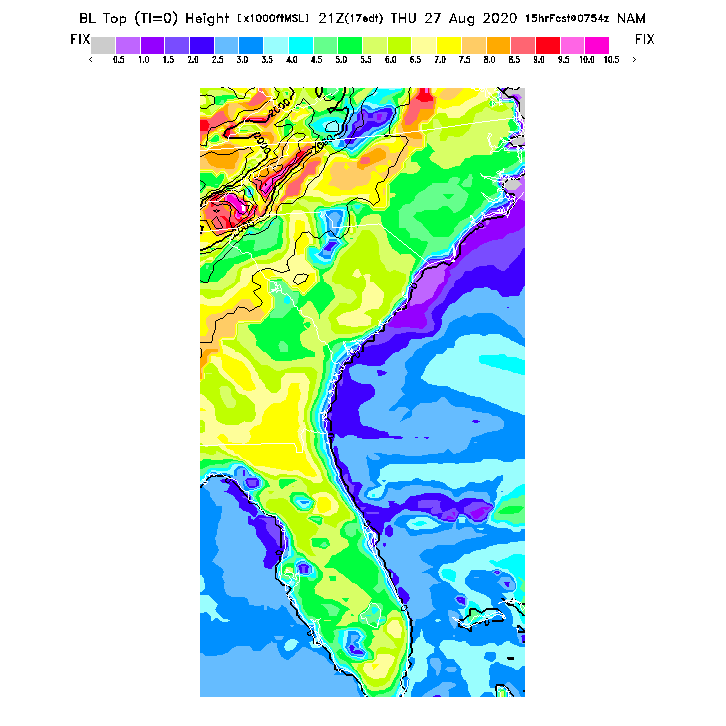 BL Top (TI=0) Height [x1000ftMSL] 21Z(17edt) THU 27 Aug 2020 15hrFcst@0754z NAM
FIX FIX
< 0.5 1.0 1.5 2.0 2.5 3.0 3.5 4.0 4.5 5.0 5.5 6.0 6.5 7.0 7.5 8.0 8.5 9.0 9.5 10.0 10.5 >
2000
2000